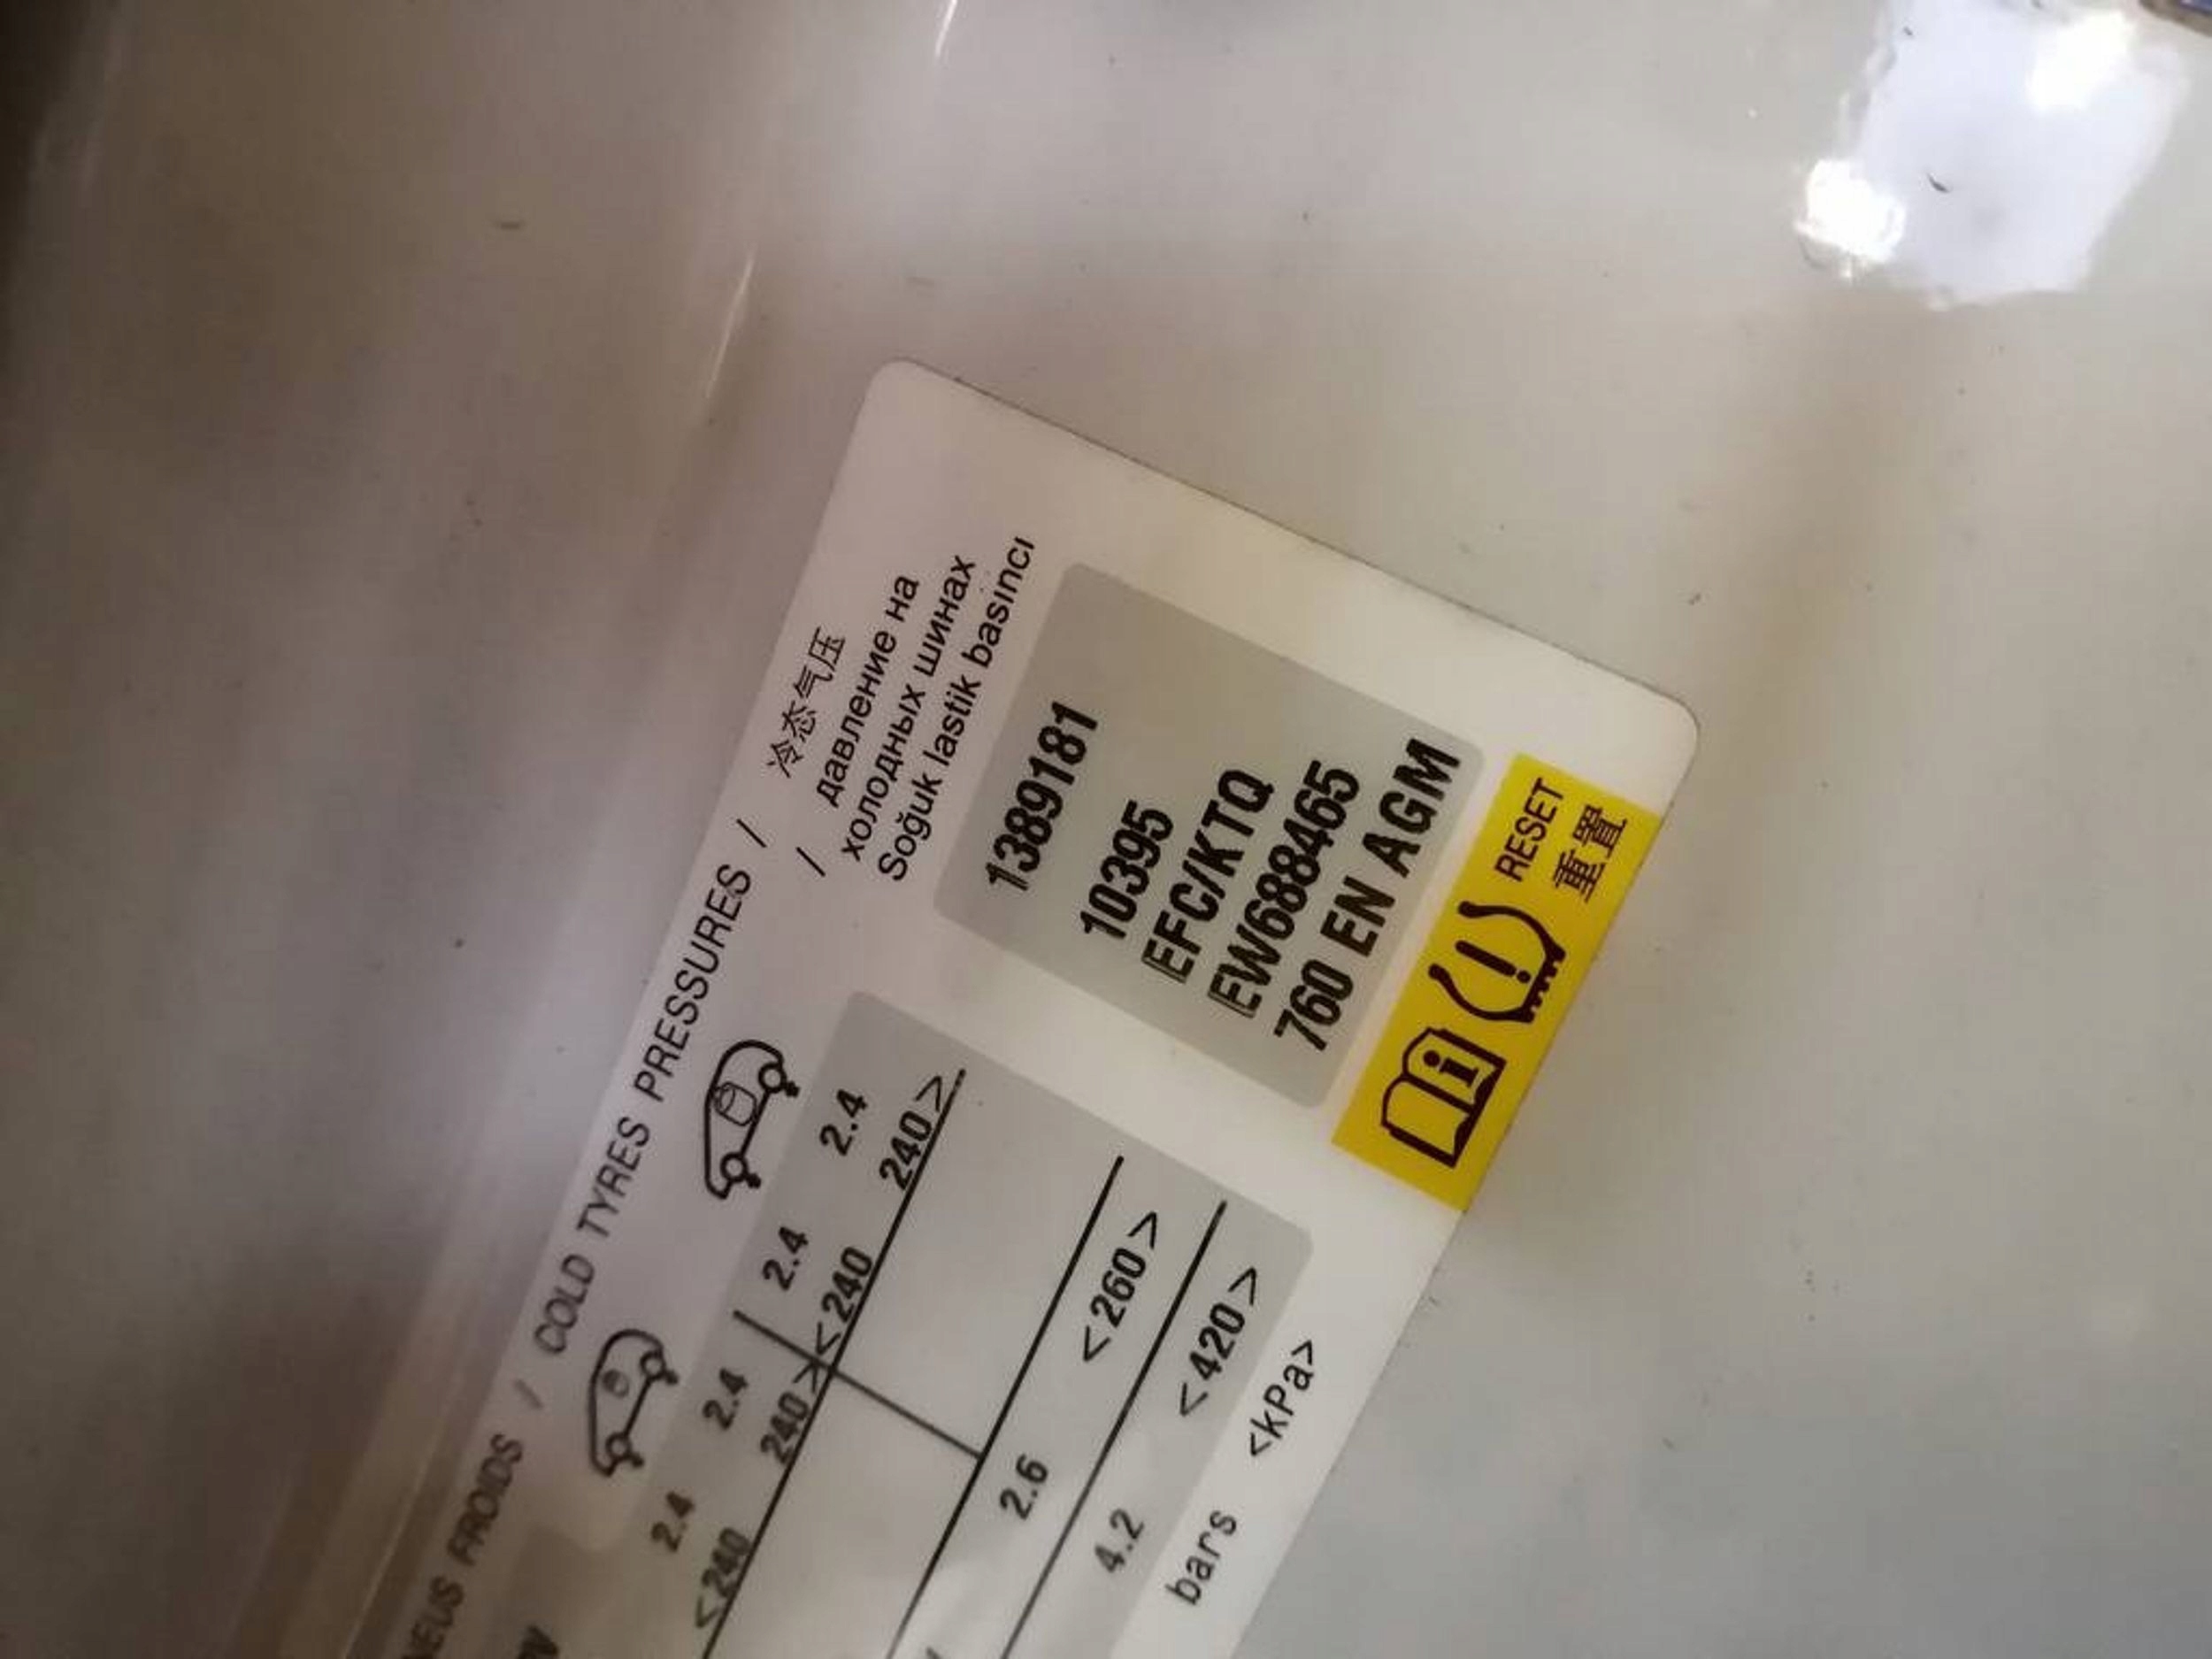 COLD TYRES PRESSURES / 冷态气压
/ давление на
холодных шинах
Soğuk lastik basıncı
FROIDS /
2.4 2.4 2.4 2.4
<240 240> <240 240>
2.6 <260>
4.2 <420>
bars <kPa>
1389181
10395
EFC/KTQ
EW688465
760 EN AGM
RESET
重置